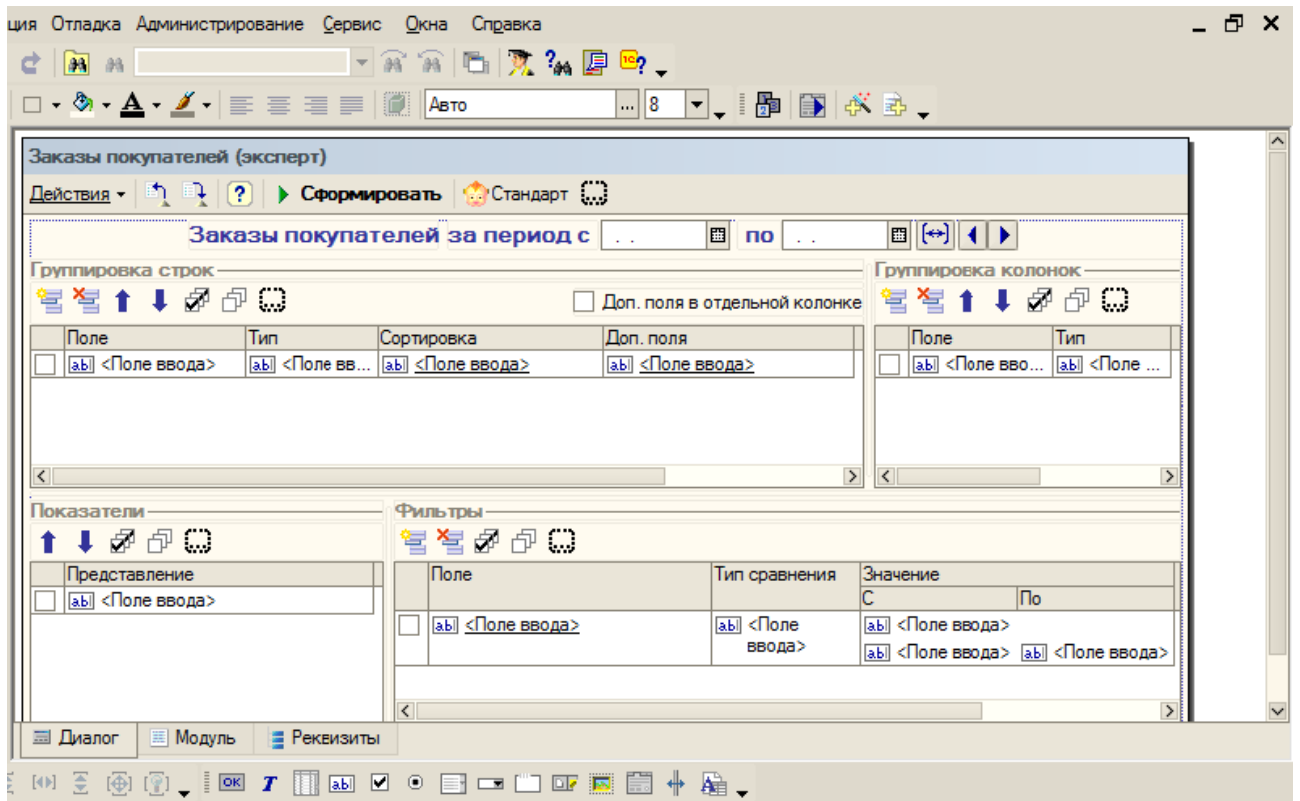 ция Отладка Администрирование Сервис Окна Справка
Авто ... 8
Заказы покупателей (эксперт)
Действия Сформировать Стандарт
Заказы покупателей за период с . . по . .
Группировка строк Группировка колонок
Доп. поля в отдельной колонке
Поле Тип Сортировка Доп. поля Поле Тип
<Поле ввода> <Поле вв... <Поле ввода> <Поле ввода> <Поле вво... <Поле ...
Показатели Фильтры
Представление Поле Тип сравнения Значение
С По
<Поле ввода> <Поле ввода> <Поле <Поле ввода>
ввода> <Поле ввода> <Поле ввода>
Диалог Модуль Реквизиты